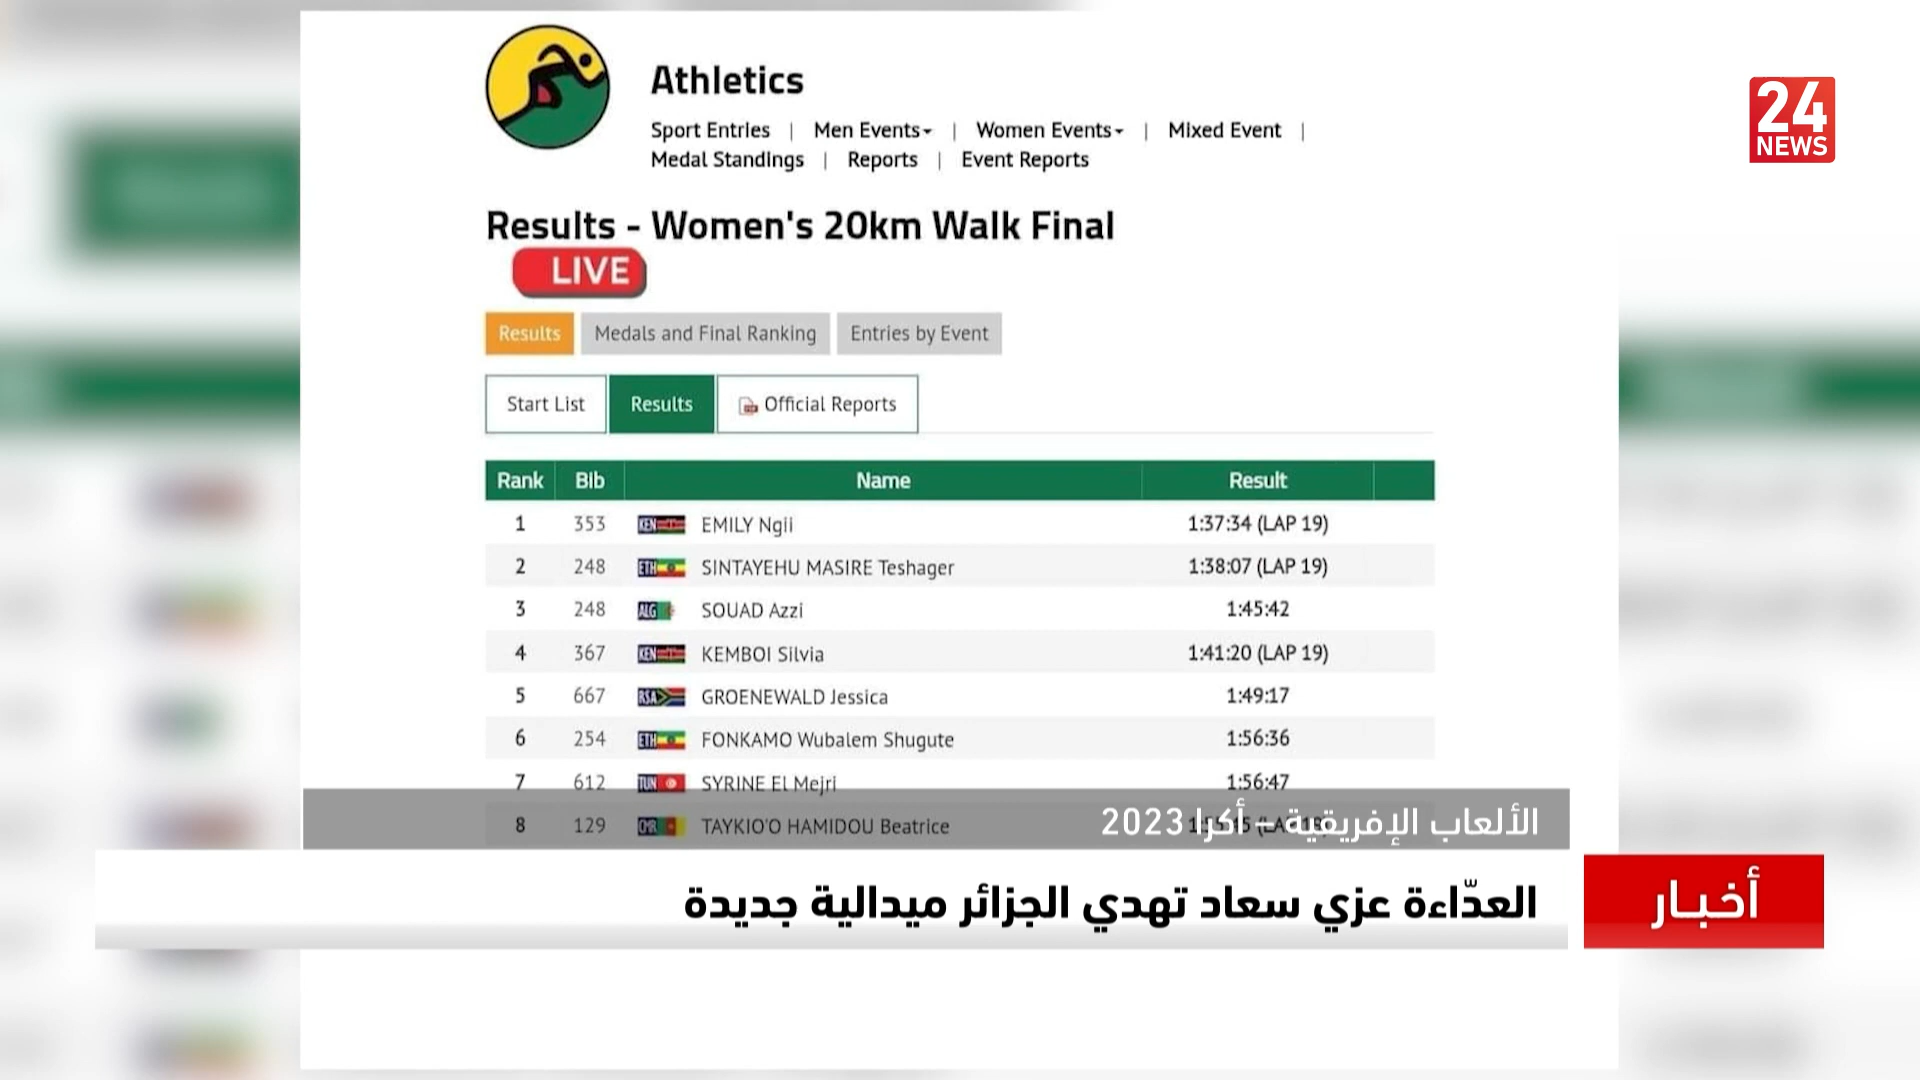 24
NEWS
Athletics
Sport Entries | Men Events | Women Events | Mixed Event |
Medal Standings | Reports | Event Reports
Results - Women's 20km Walk Final
LIVE
Results Medals and Final Ranking Entries by Event
Start List Results Official Reports
Rank Bib Name Result
1 353 KEN EMILY Ngii 1:37:34 (LAP 19)
2 248 ETH SINTAYEHU MASIRE Teshager 1:38:07 (LAP 19)
3 248 ALG SOUAD Azzi 1:45:42
4 367 KEN KEMBOI Silvia 1:41:20 (LAP 19)
5 667 RSA GROENEWALD Jessica 1:49:17
6 254 ETH FONKAMO Wubalem Shugute 1:56:36
7 612 TUN SYRINE El Mejri 1:56:47
8 129 CMR TAYKIO'O HAMIDOU Beatrice
الألعاب الإفريقية – أكرا 2023
العدّاءة عزي سعاد تهدي الجزائر ميدالية جديدة
أخبار